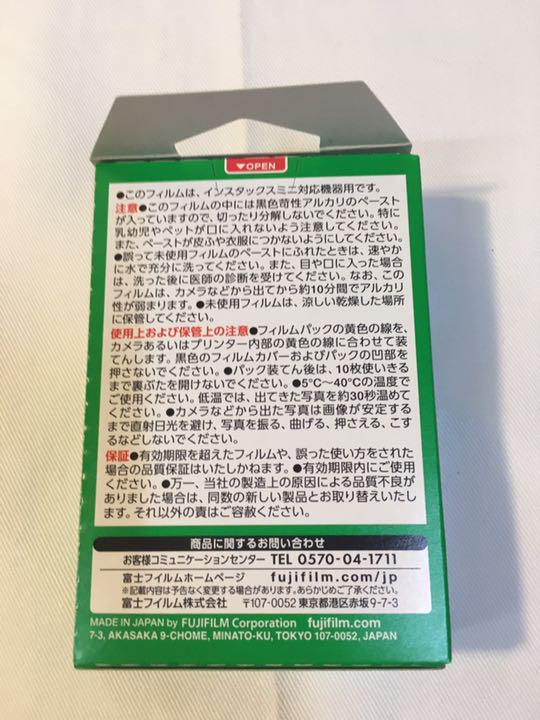 ▼OPEN
●このフィルムは、インスタックスミニ対応機器用です。
注意●このフィルムの中には黒色苛性アルカリのペースト
が入っていますので、切ったり分解しないでください。特に
乳幼児やペットが口に入れないよう注意してください。
また、ペーストが皮ふや衣服につかないようにしてください。
●誤って未使用フィルムのペーストにふれたときは、速やか
に水で充分に洗ってください。また、目や口に入った場合
は、洗った後に医師の診断を受けてください。なお、この
フィルムは、カメラなどから出てから約10分間でアルカリ
性が弱まります。●未使用フィルムは、涼しい乾燥した場所
に保管してください。
使用上および保管上の注意●フィルムパックの黄色の線を、
カメラあるいはプリンター内部の黄色の線に合わせて装
てんします。黒色のフィルムカバーおよびパックの凹部を
押さないでください。●パック装てん後は、10枚使いきる
まで裏ぶたを開けないでください。●5℃〜40℃の温度で
ご使用ください。低温では、出てきた写真を約30秒温めて
ください。●カメラなどから出た写真は画像が安定する
まで直射日光を避け、写真を振る、曲げる、押さえる、こす
るなどしないでください。
保証●有効期限を超えたフィルムや、誤った使い方をされた
場合の品質保証はいたしかねます。●有効期限内にご使用
ください。●万一、当社の製造上の原因による品質不良が
ありました場合は、同数の新しい製品とお取り替えいたし
ます。それ以外の責はご容赦ください。
商品に関するお問い合わせ
お客様コミュニケーションセンター TEL 0570-04-1711
富士フイルムホームページ fujifilm.com/jp
※記載内容は予告なく変更する場合があります。あらかじめご了承ください。
富士フイルム株式会社 〒107-0052 東京都港区赤坂9-7-3
MADE IN JAPAN by FUJIFILM Corporation fujifilm.com
7-3, AKASAKA 9-CHOME, MINATO-KU, TOKYO 107-0052, JAPAN